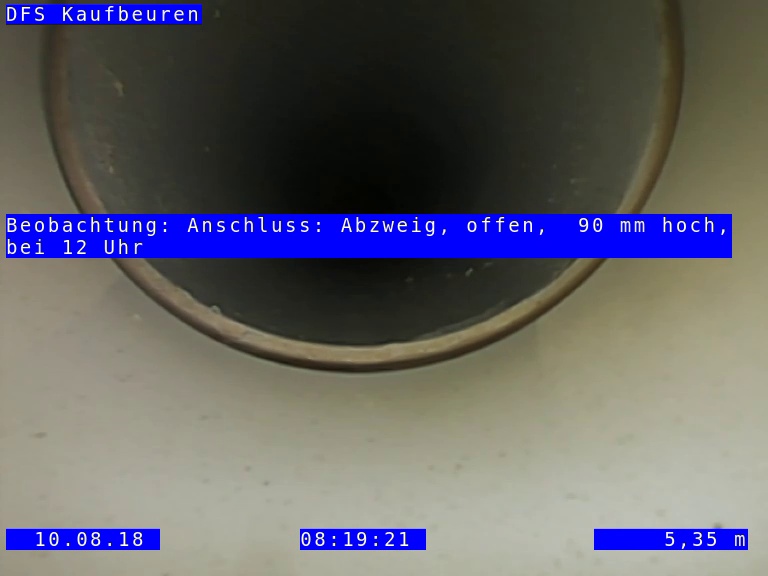 DFS Kaufbeuren
Beobachtung: Anschluss: Abzweig, offen,  90 mm hoch,
bei 12 Uhr
10.08.18
08:19:21
5,35 m